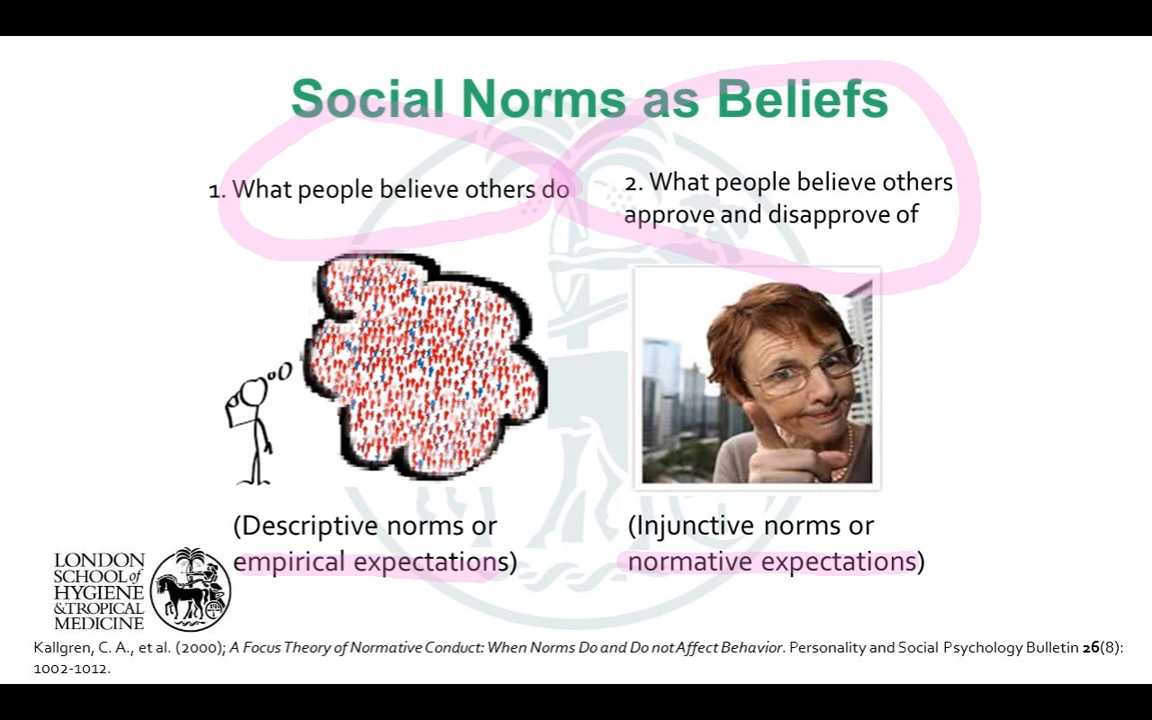 Social Norms as Beliefs
1. What people believe others do
2. What people believe others
approve and disapprove of
(Descriptive norms or
empirical expectations)
(Injunctive norms or
normative expectations)
LONDON
SCHOOL of
HYGIENE
& TROPICAL
MEDICINE
Kallgren, C. A., et al. (2000); A Focus Theory of Normative Conduct: When Norms Do and Do not Affect Behavior. Personality and Social Psychology Bulletin 26(8):
1002-1012.